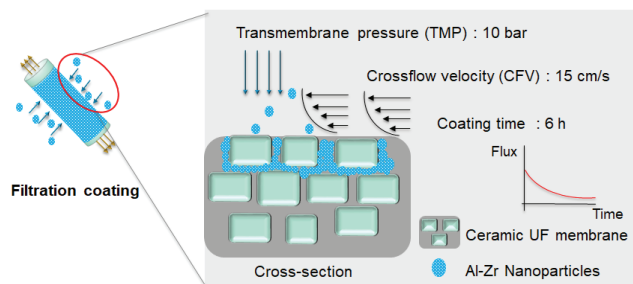 Transmembrane pressure (TMP) : 10 bar
Crossflow velocity (CFV) : 15 cm/s
Coating time : 6 h
Flux
Time
Filtration coating
Ceramic UF membrane
Cross-section
Al-Zr Nanoparticles